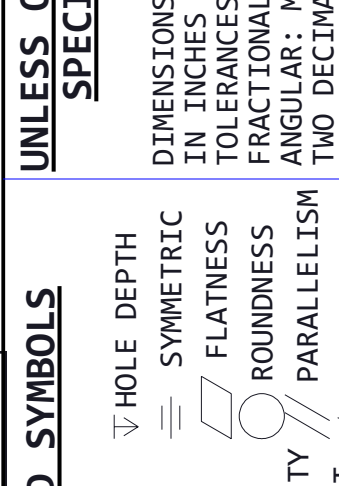 UNLESS O
SPECI
DIMENSIONS
IN INCHES
TOLERANCES
FRACTIONAL
ANGULAR: M
TWO DECIMA
D SYMBOLS
HOLE DEPTH
SYMMETRIC
FLATNESS
ROUNDNESS
PARALLELISM
TY